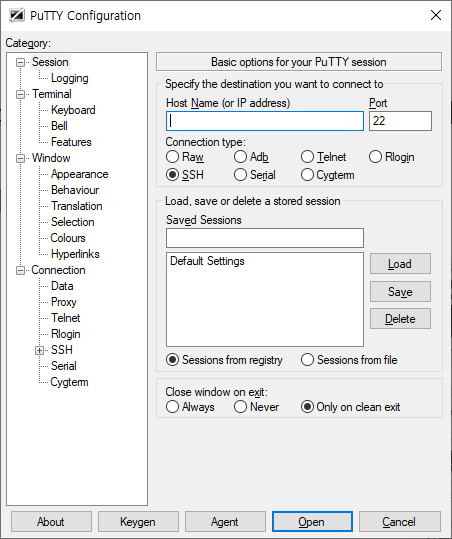 PuTTY Configuration
Category:
Session
Logging
Terminal
Keyboard
Bell
Features
Window
Appearance
Behaviour
Translation
Selection
Colours
Hyperlinks
Connection
Data
Proxy
Telnet
Rlogin
SSH
Serial
Cygterm
Basic options for your PuTTY session
Specify the destination you want to connect to
Host Name (or IP address) Port
22
Connection type:
Raw Adb Telnet Rlogin
SSH Serial Cygterm
Load, save or delete a stored session
Saved Sessions
Default Settings
Load
Save
Delete
Sessions from registry Sessions from file
Close window on exit:
Always Never Only on clean exit
About Keygen Agent Open Cancel